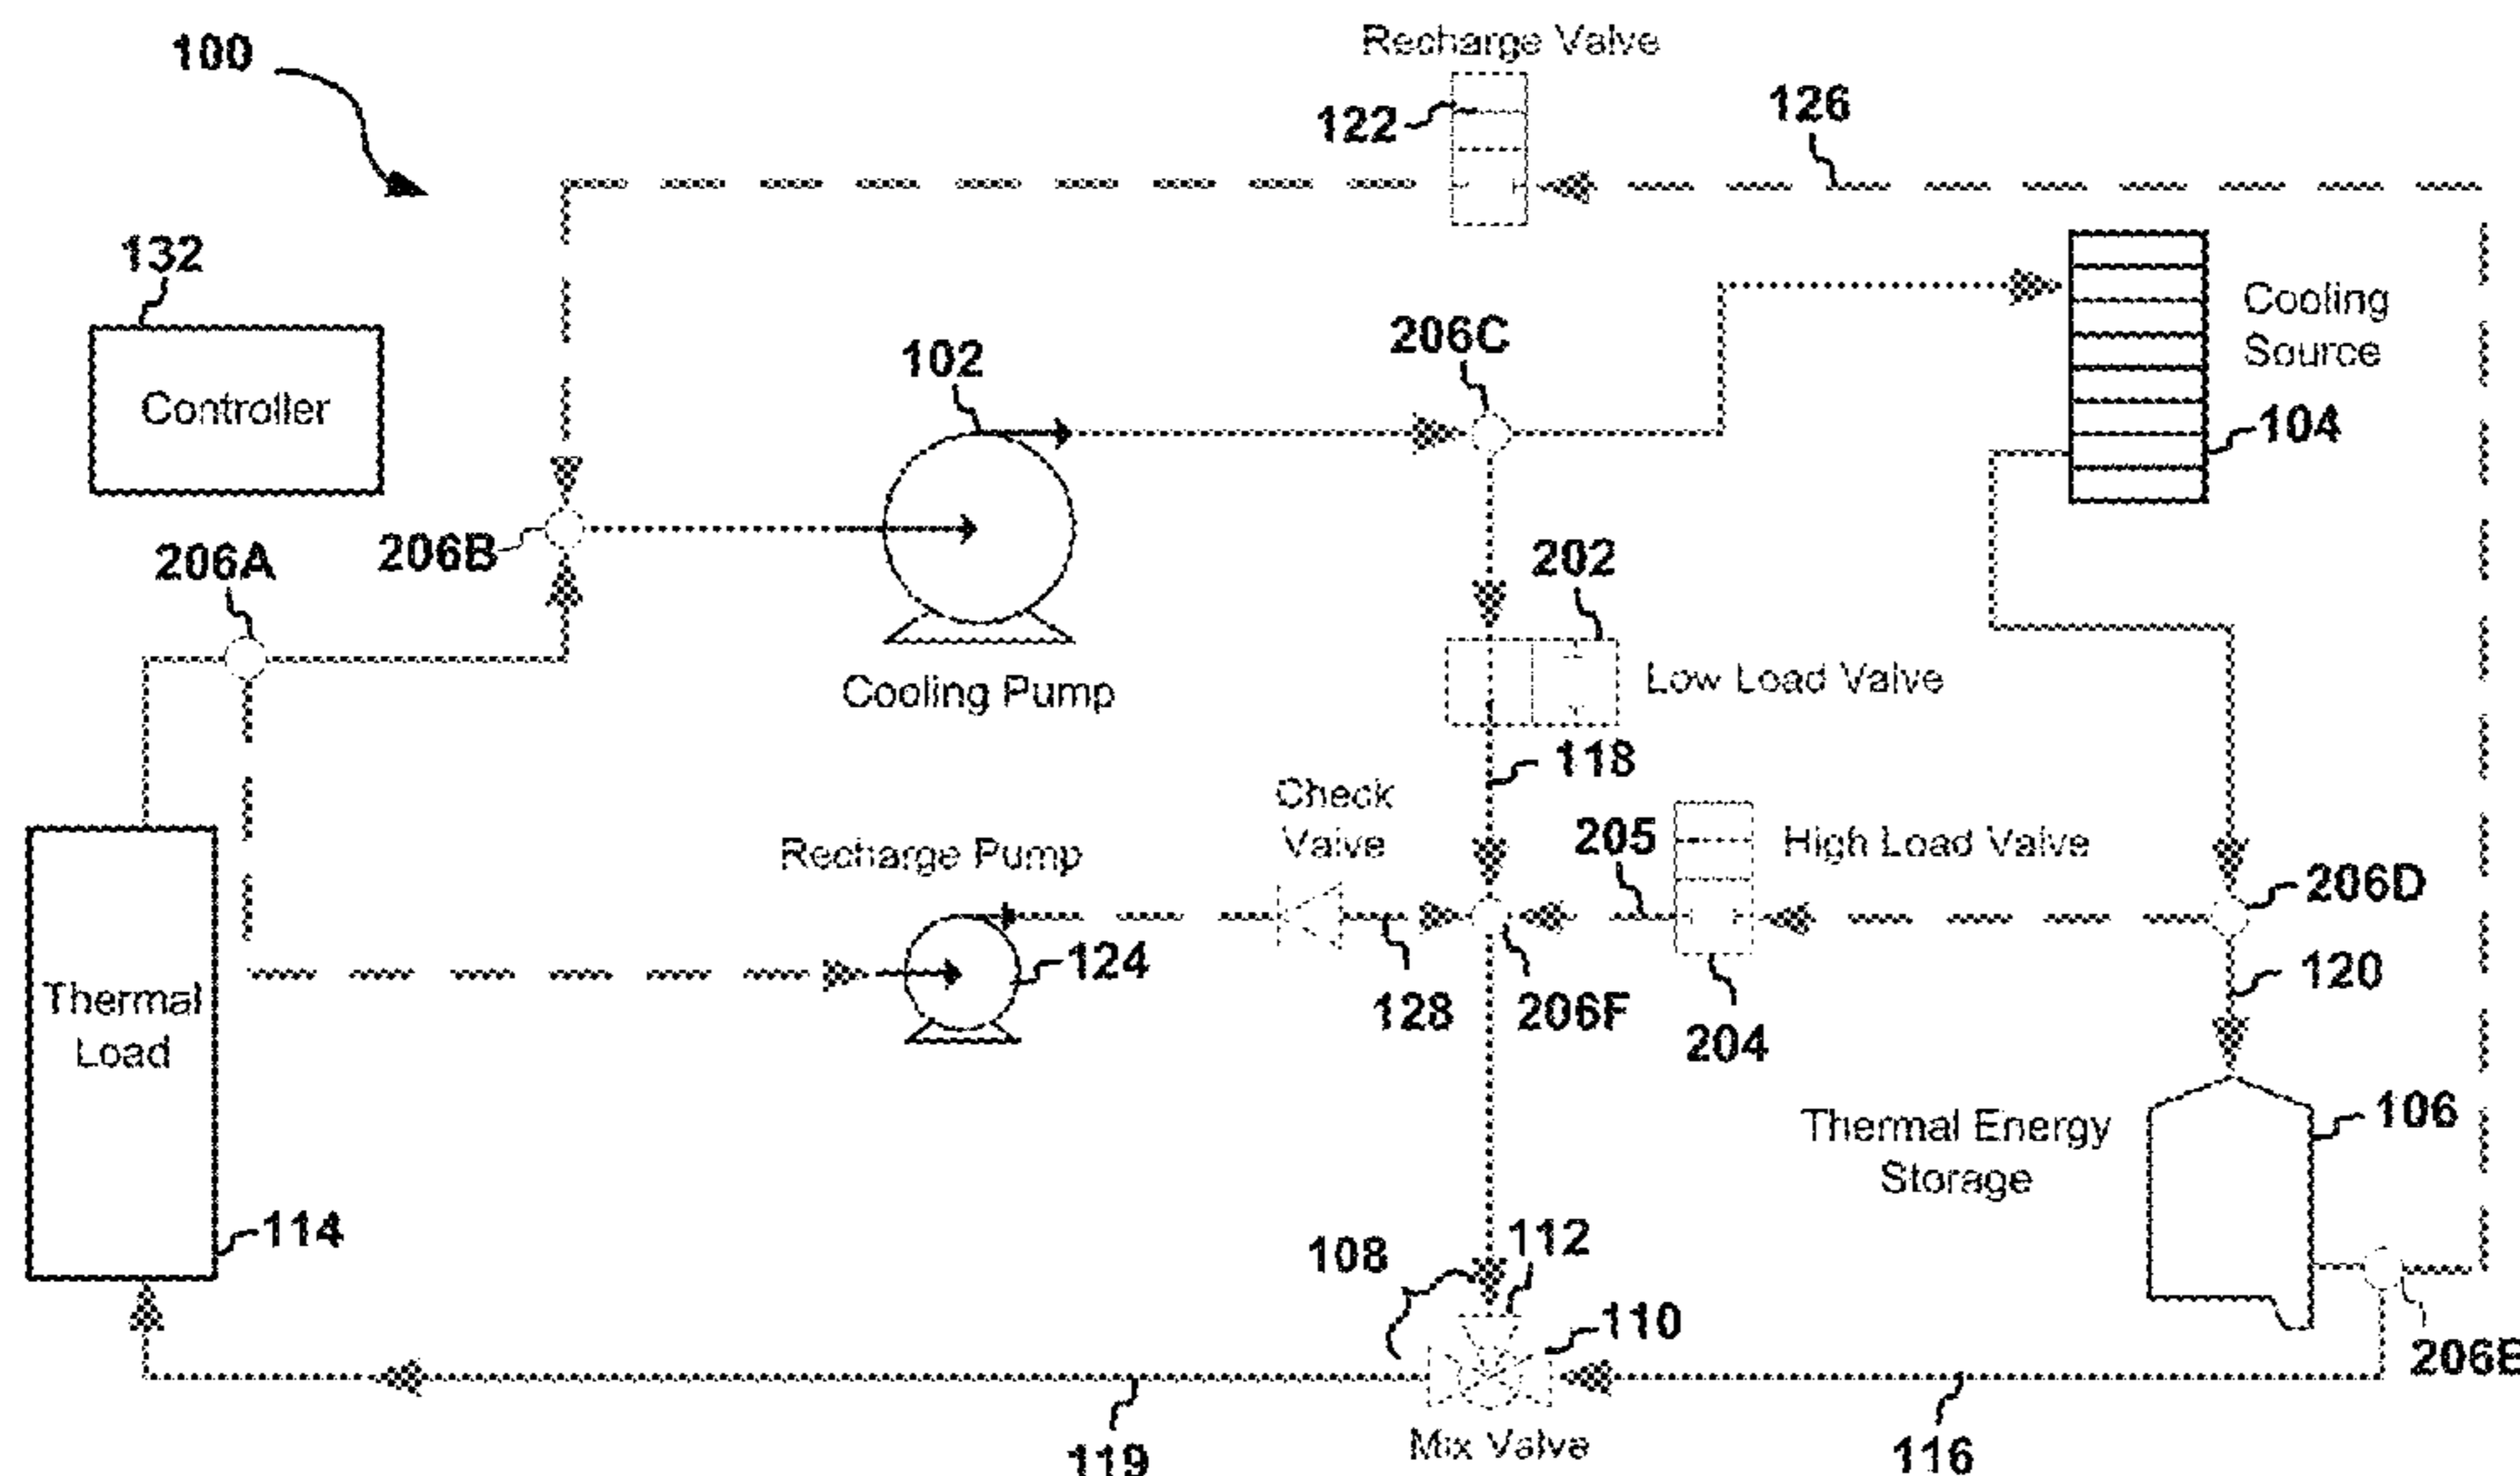 Recharge Valve
100
126
122
132
Cooling
Source
206C
102
Controller
104
206B
206A
202
Low Load Valve
Cooling Pump
118
Check
Valve
205
High Load Valve
Recharge Pump
206D
124
120
128
206F
204
Thermal
Load
106
Thermal Energy
Storage
114
112
108
110
206E
Mix Valve
119
116